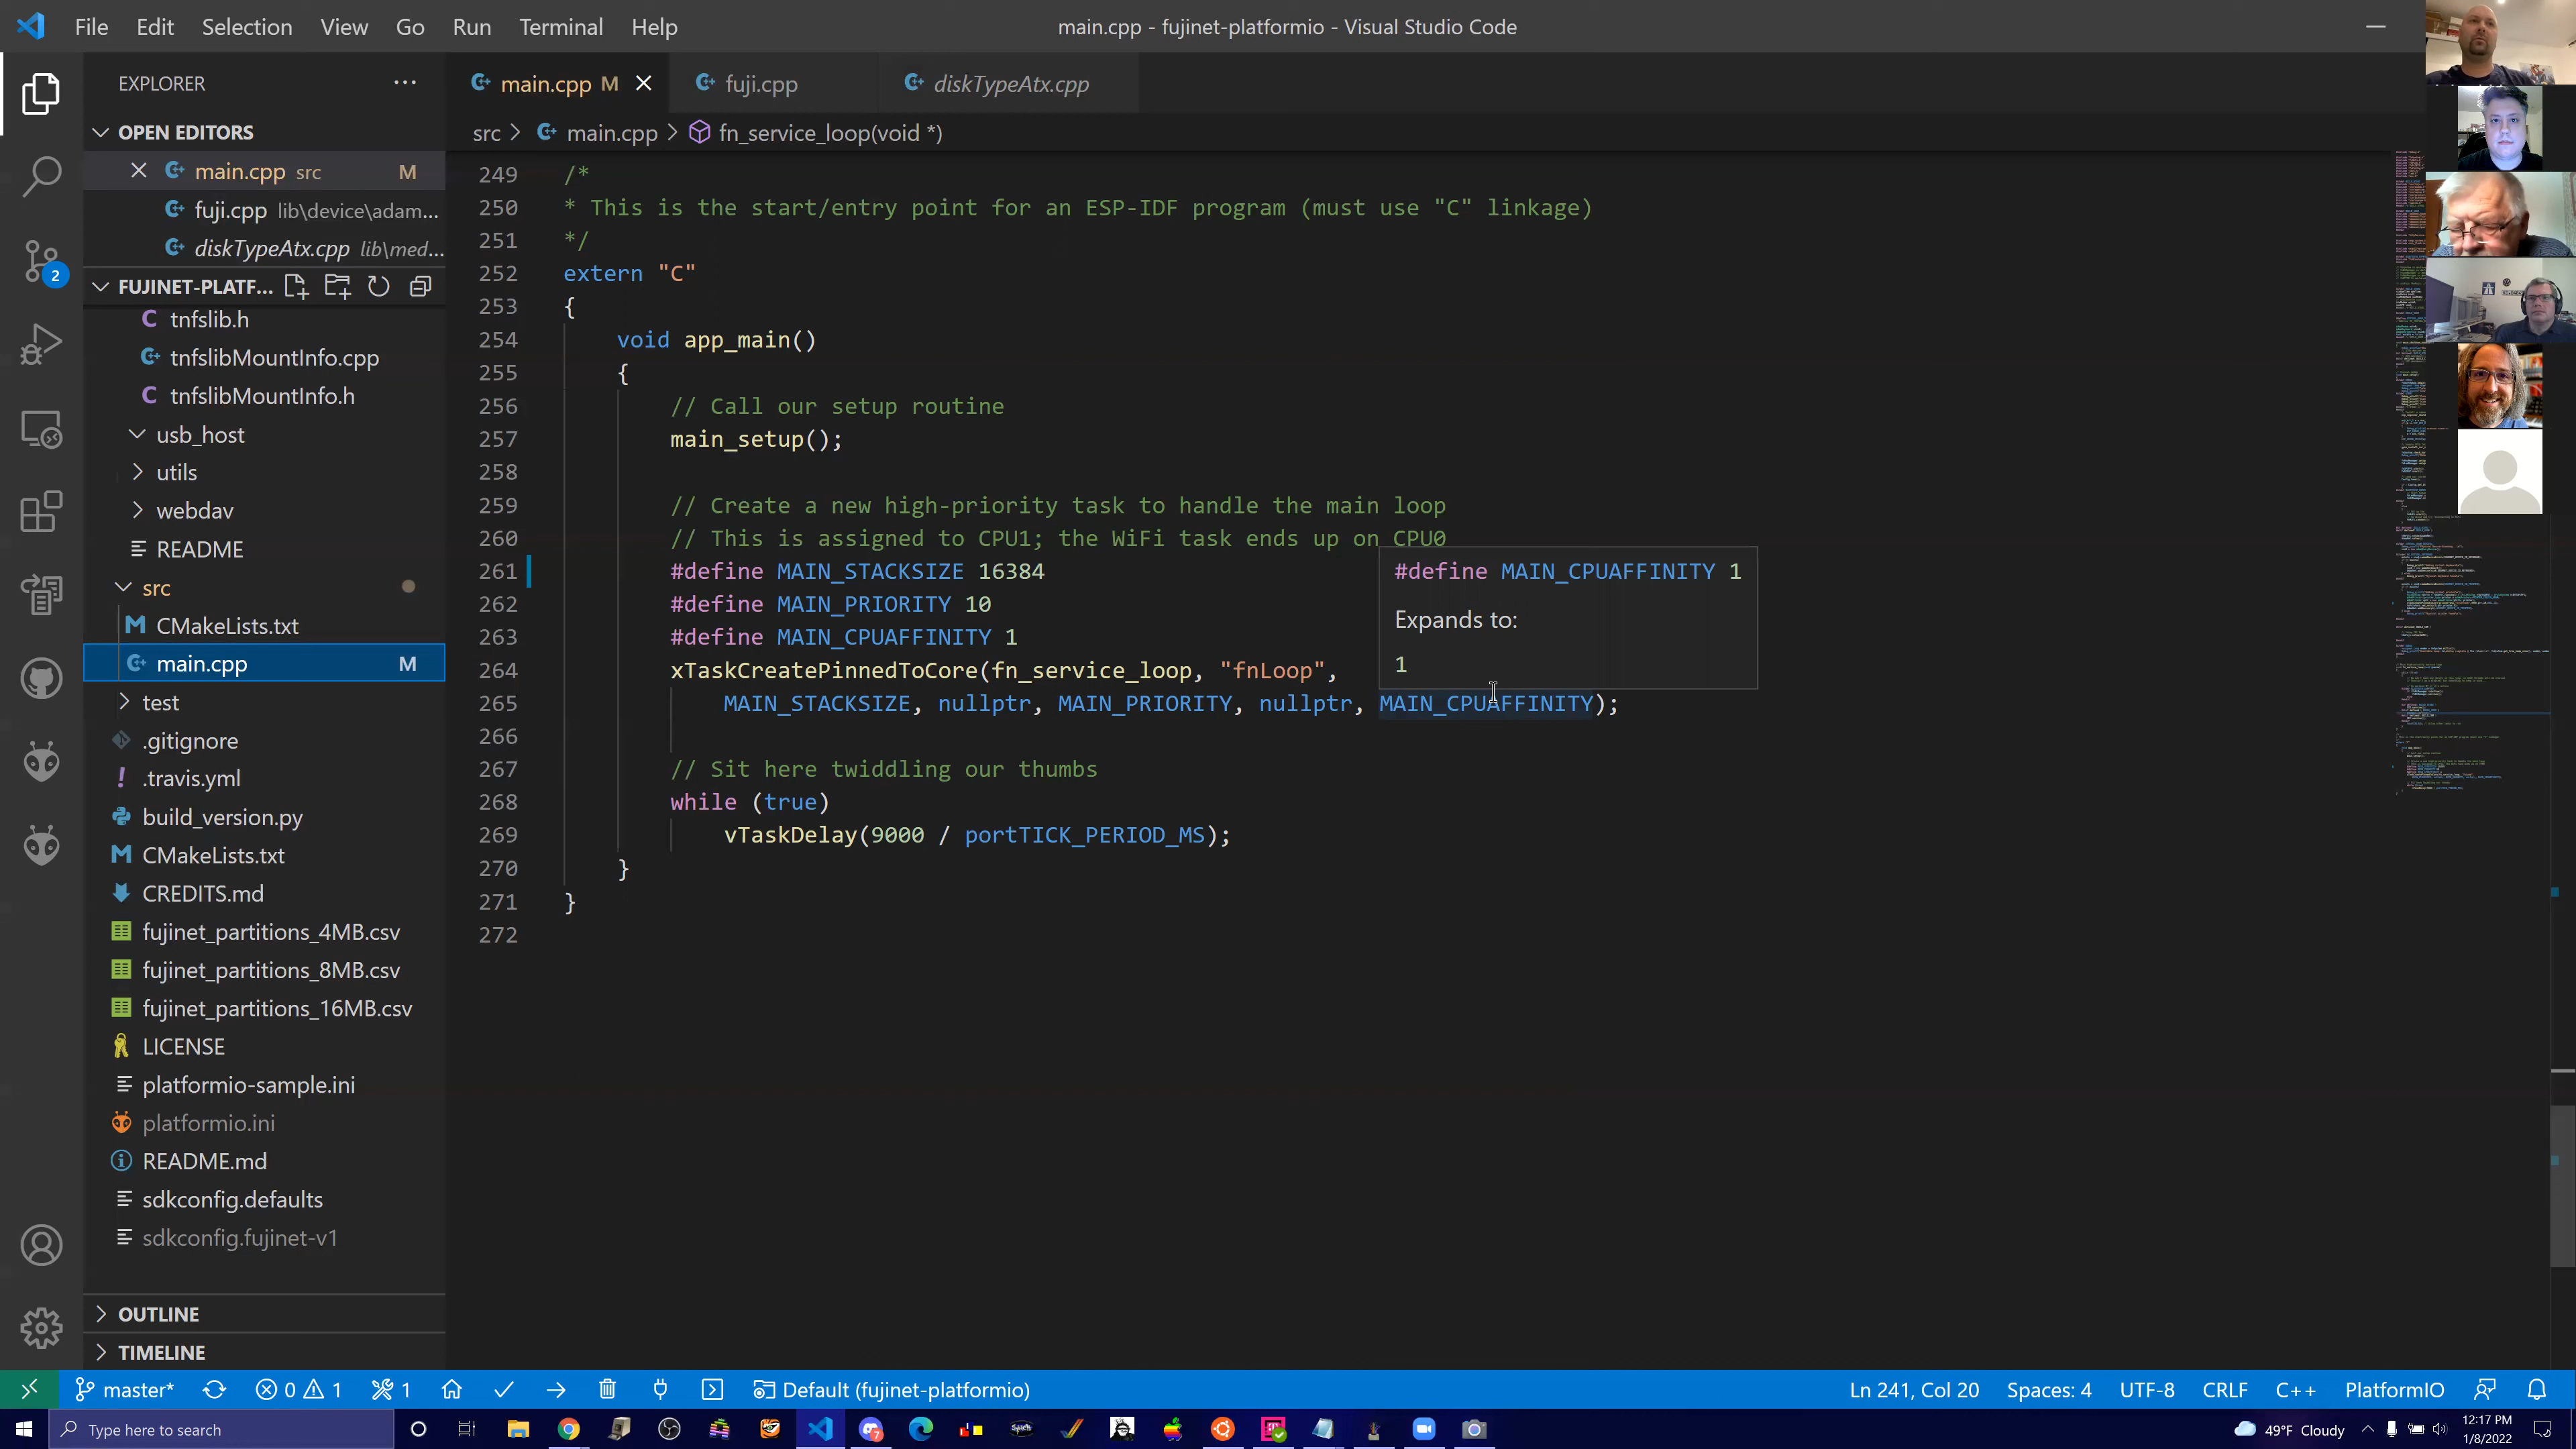 File Edit Selection View Go Run Terminal Help
main.cpp - fujinet-platformio - Visual Studio Code
EXPLORER
OPEN EDITORS
main.cpp src M
fuji.cpp lib\device\adam...
diskTypeAtx.cpp lib\med...
FUJINET-PLATF...
tnfslib.h
tnfslibMountInfo.cpp
tnfslibMountInfo.h
usb_host
utils
webdav
README
src
CMakeLists.txt
main.cpp M
test
.gitignore
.travis.yml
build_version.py
CMakeLists.txt
CREDITS.md
fujinet_partitions_4MB.csv
fujinet_partitions_8MB.csv
fujinet_partitions_16MB.csv
LICENSE
platformio-sample.ini
platformio.ini
README.md
sdkconfig.defaults
sdkconfig.fujinet-v1
OUTLINE
TIMELINE
2
main.cpp M
fuji.cpp
diskTypeAtx.cpp
src > main.cpp > fn_service_loop(void *)
249 /*
250 * This is the start/entry point for an ESP-IDF program (must use "C" linkage)
251 */
252 extern "C"
253 {
254 void app_main()
255 {
256 // Call our setup routine
257 main_setup();
258
259 // Create a new high-priority task to handle the main loop
260 // This is assigned to CPU1; the WiFi task ends up on CPU0
261 #define MAIN_STACKSIZE 16384
262 #define MAIN_PRIORITY 10
263 #define MAIN_CPUAFFINITY 1
264 xTaskCreatePinnedToCore(fn_service_loop, "fnLoop",
265 MAIN_STACKSIZE, nullptr, MAIN_PRIORITY, nullptr, MAIN_CPUAFFINITY);
266
267 // Sit here twiddling our thumbs
268 while (true)
269 vTaskDelay(9000 / portTICK_PERIOD_MS);
270 }
271 }
272
#define MAIN_CPUAFFINITY 1
Expands to:
1
master* 0 1 1 Default (fujinet-platformio)
Ln 241, Col 20 Spaces: 4 UTF-8 CRLF C++ PlatformIO
Type here to search
49°F Cloudy
12:17 PM
1/8/2022